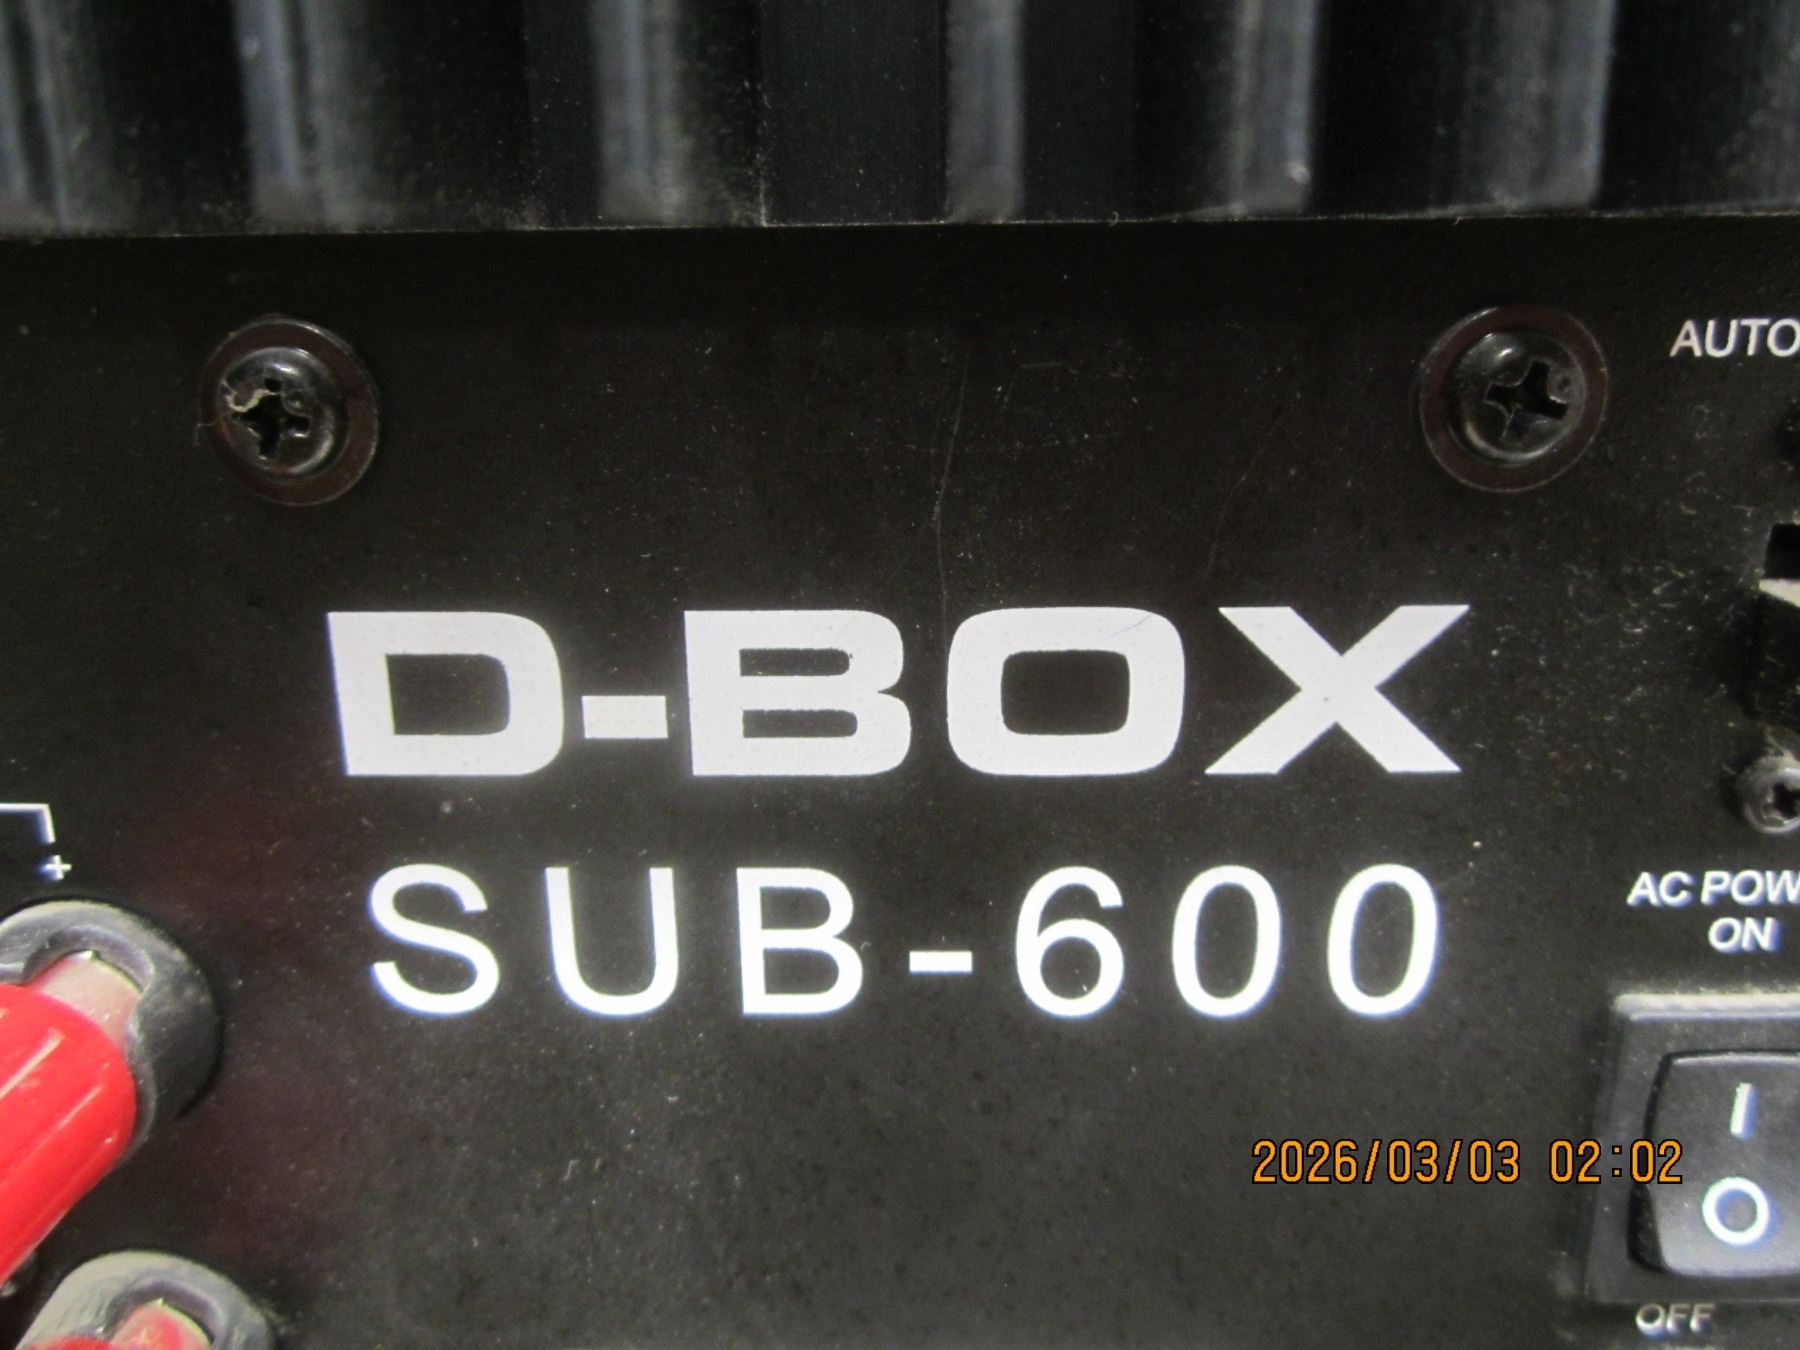 AUTO
D-BOX
SUB-600
+
AC POW
ON
I
O
OFF
2026/03/03 02:02